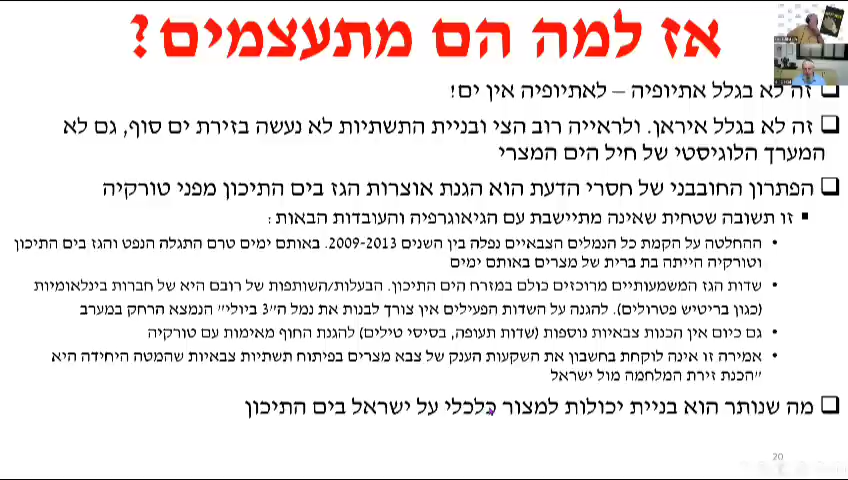 אז למה הם מתעצמים?
זה לא בגלל אתיופיה – לאתיופיה אין ים!
זה לא בגלל איראן. ולראייה רוב הצי ובניית התשתיות לא נעשה בזירת ים סוף, גם לא
המערך הלוגיסטי של חיל הים המצרי
הפתרון החובבני של חסרי הדעת הוא הגנת אוצרות הגז בים התיכון מפני טורקיה
זו תשובה שטחית שאינה מתיישבת עם הגיאוגרפיה והעובדות הבאות:
ההחלטה על הקמת כל הנמלים הצבאיים נפלה בין השנים 2009-2013. באותם ימים טרם התגלה הנפט והגז בים התיכון
וטורקיה הייתה בת ברית של מצרים באותם ימים
שדות הגז המשמעותיים מרוכזים כולם במזרח הים התיכון. הבעלות/השותפות של רובם היא של חברות בינלאומיות
(כגון בריטיש פטרולים). להגנה על השדות הפעילים אין צורך לבנות את נמל ה"3 ביולי" הנמצא הרחק במערב
גם כיום אין הכנות צבאיות נוספות (שדות תעופה, בסיסי טילים) להגנת החוף מאימות עם טורקיה
אמירה זו אינה לוקחת בחשבון את השקעות הענק של צבא מצרים בפיתוח תשתיות צבאיות שהמטה היחידה היא
"הכנת זירת המלחמה מול ישראל
מה שנותר הוא בניית יכולות למצור כלכלי על ישראל בים התיכון
20